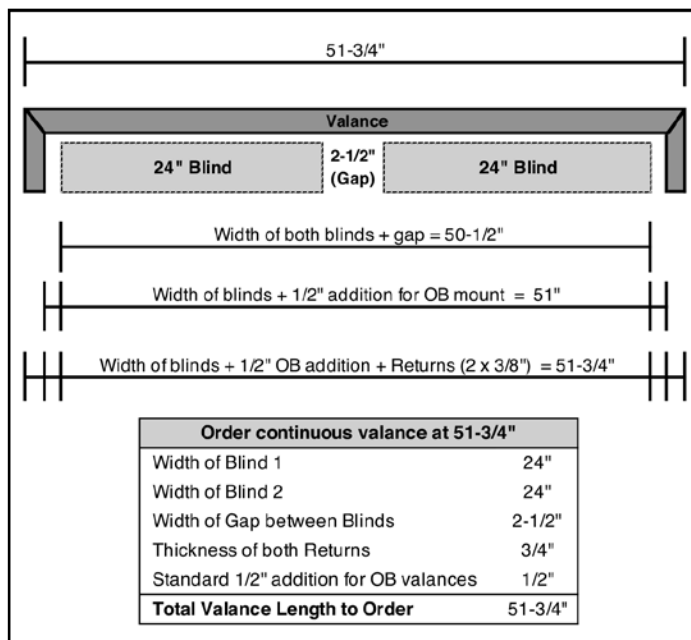 51-3/4"
Valance
24" Blind
2-1/2"
(Gap)
24" Blind
Width of both blinds + gap = 50-1/2"
Width of blinds + 1/2" addition for OB mount = 51"
Width of blinds + 1/2" OB addition + Returns (2 x 3/8") = 51-3/4"
Order continuous valance at 51-3/4"
Width of Blind 1 24"
Width of Blind 2 24"
Width of Gap between Blinds 2-1/2"
Thickness of both Returns 3/4"
Standard 1/2" addition for OB valances 1/2"
Total Valance Length to Order 51-3/4"